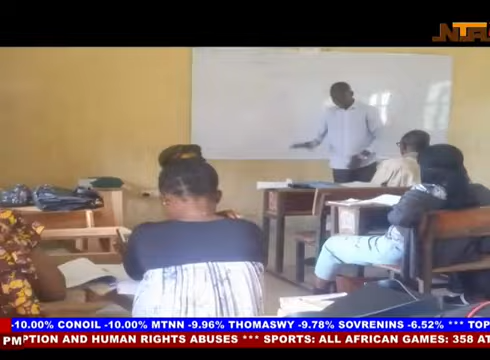 NTA
-10.00% CONOIL -10.00% MTNN -9.96% THOMASWY -9.78% SOVRENINS -6.52% *** TOP
PM PTION AND HUMAN RIGHTS ABUSES *** SPORTS: ALL AFRICAN GAMES: 358 AT